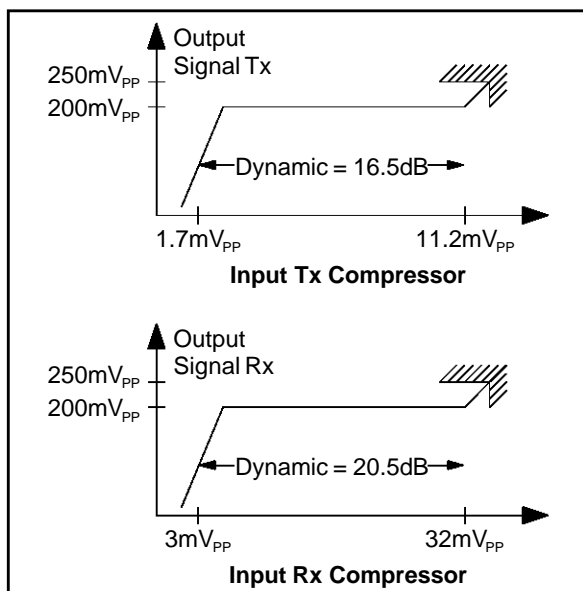 Output
Signal Tx
250mVPP
200mVPP
Dynamic = 16.5dB
1.7mVPP 11.2mVPP
Input Tx Compressor
Output
Signal Rx
250mVPP
200mVPP
Dynamic = 20.5dB
3mVPP 32mVPP
Input Rx Compressor